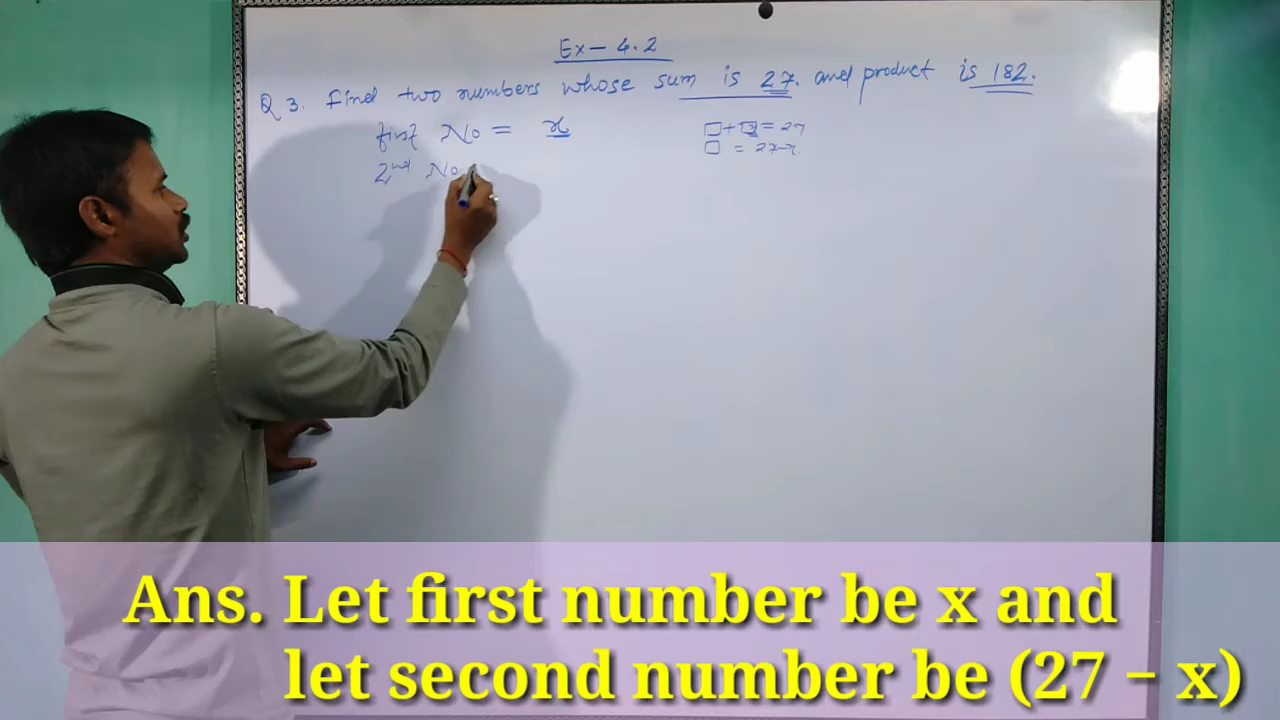 Ex - 4.2
Q 3. Find two numbers whose sum is 27. and product is 182.
first No = x
□ + x = 27
□ = 27-x
2nd No
Ans. Let first number be x and
let second number be (27 − x)